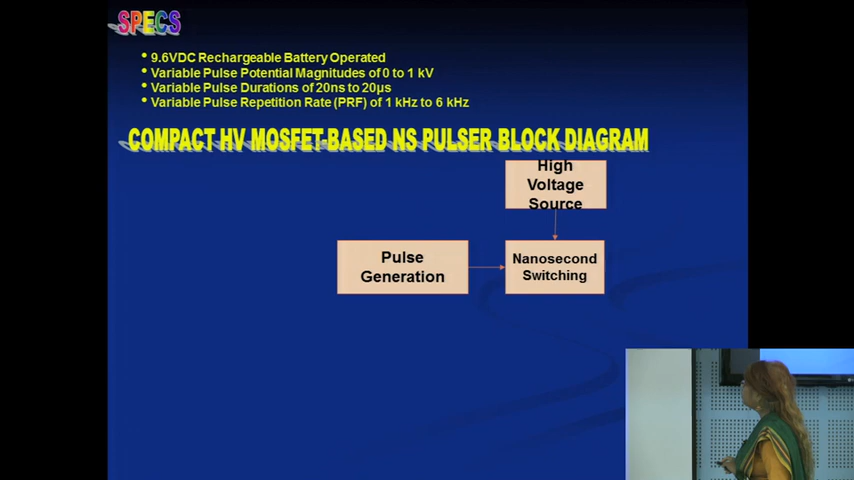 SPECS
• 9.6VDC Rechargeable Battery Operated
• Variable Pulse Potential Magnitudes of 0 to 1 kV
• Variable Pulse Durations of 20ns to 20µs
• Variable Pulse Repetition Rate (PRF) of 1 kHz to 6 kHz
COMPACT HV MOSFET-BASED NS PULSER BLOCK DIAGRAM
High
Voltage
Source
Pulse
Generation
Nanosecond
Switching